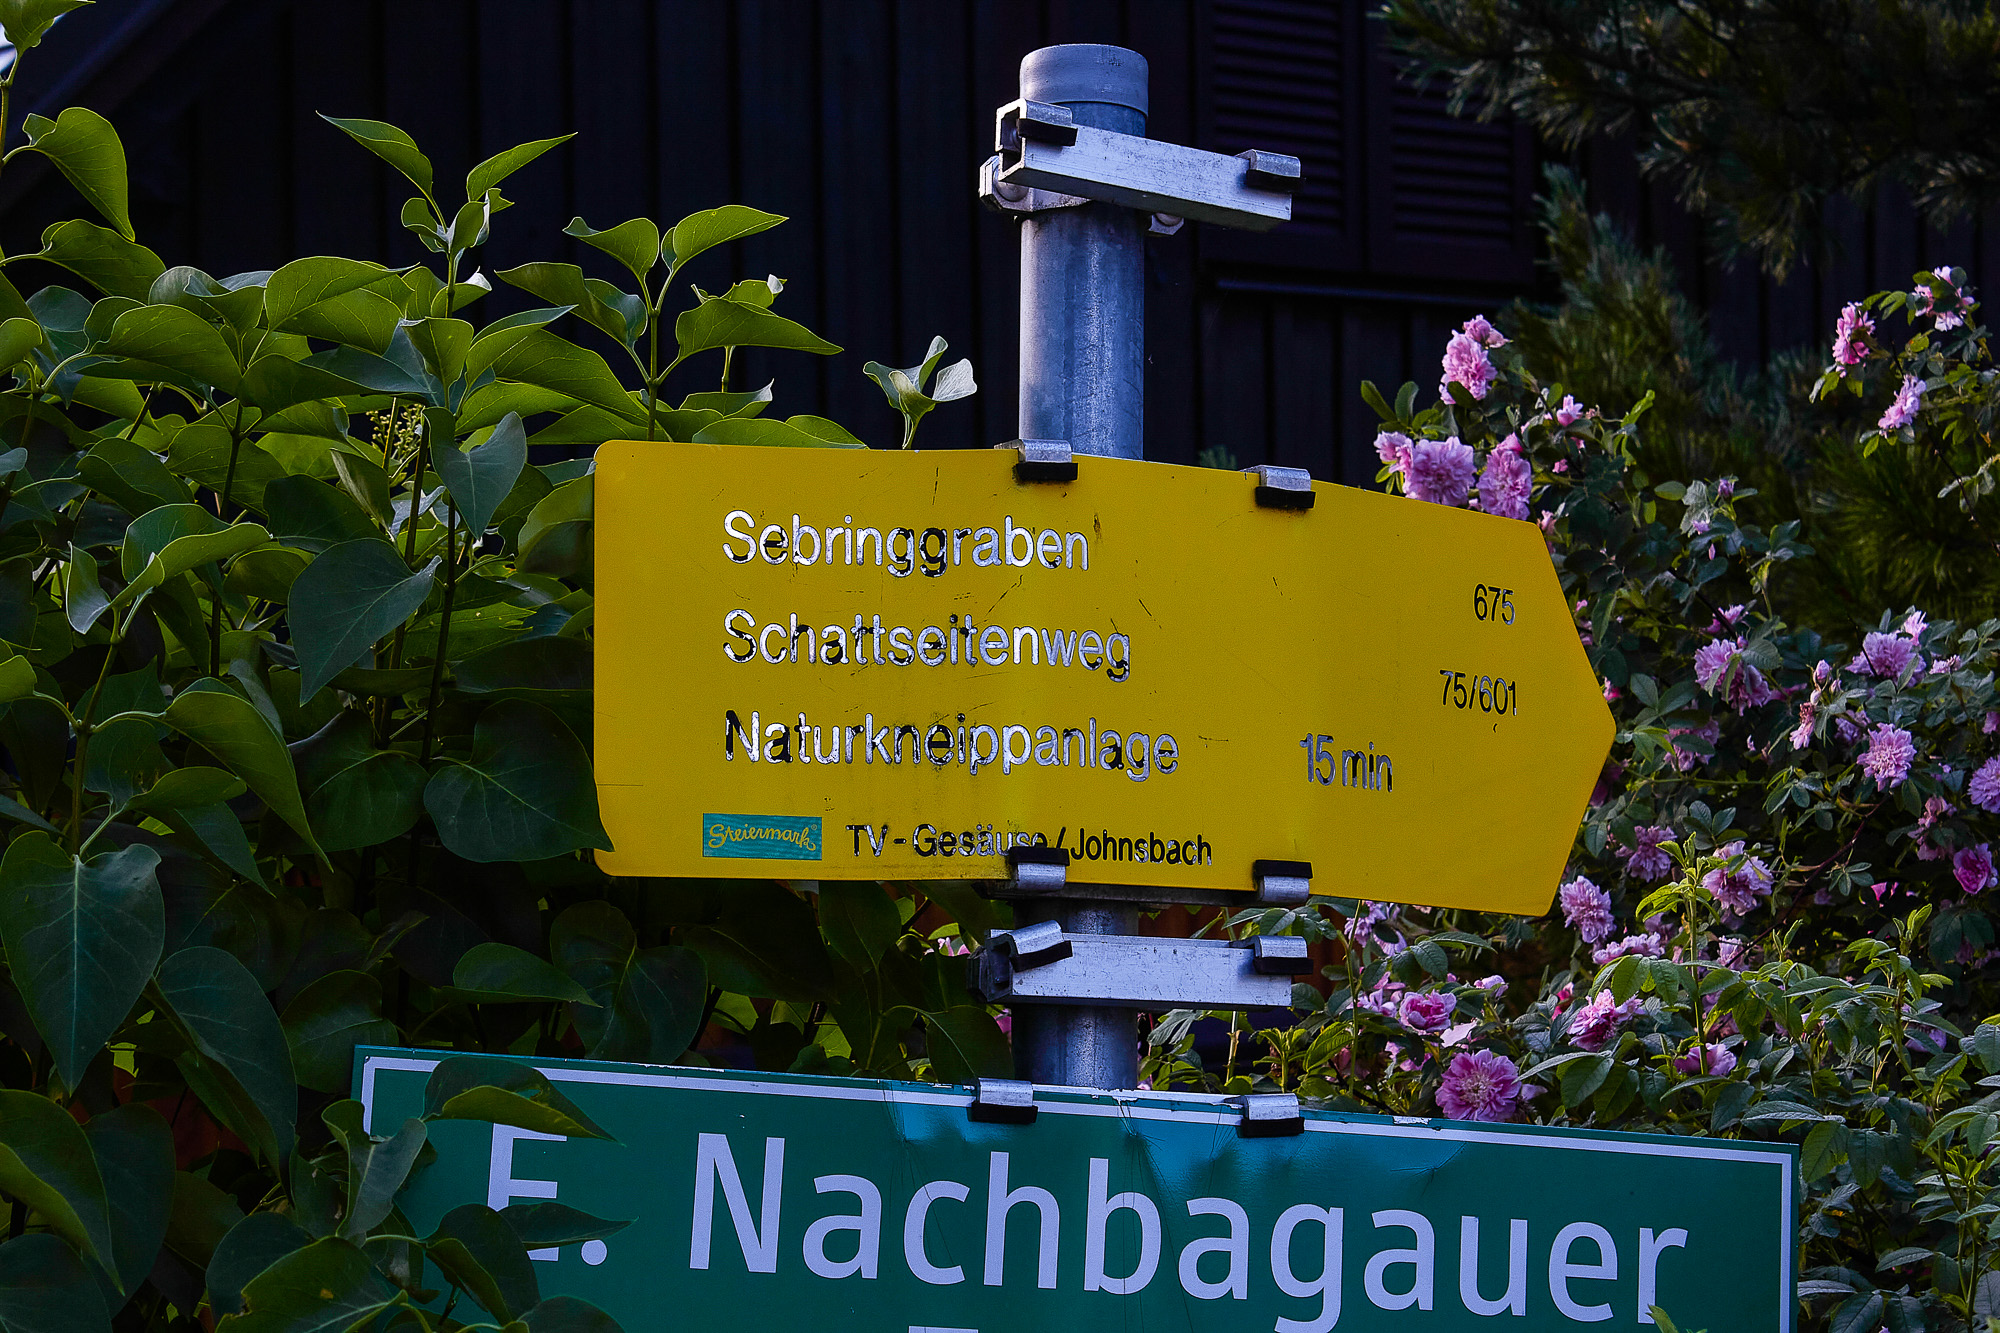 Sebringgraben 675
Schattseitenweg 75/601
Naturkneippanlage 15 min
Steiermark® TV - Gesäuse / Johnsbach
E. Nachbagauer